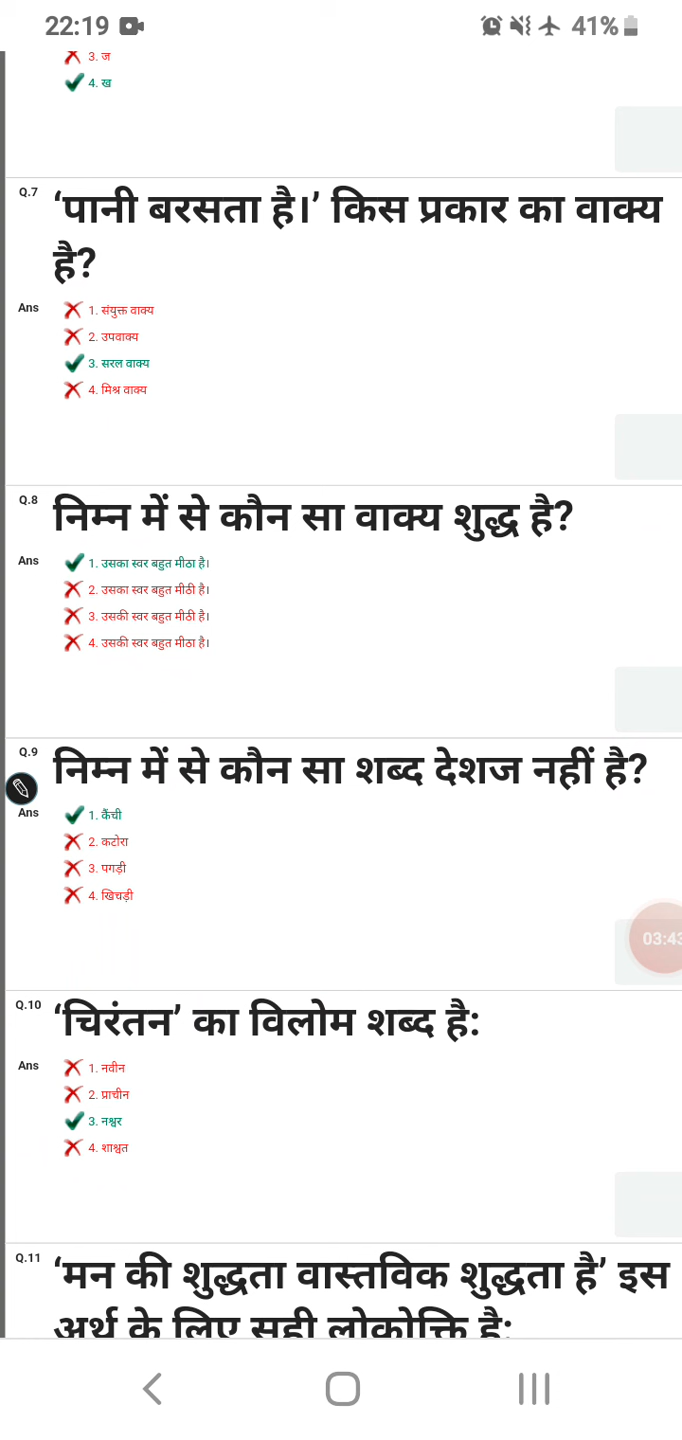 22:19 41%
3. ज
4. ख
Q.7 ‘पानी बरसता है।’ किस प्रकार का वाक्य
है?
Ans 1. संयुक्त वाक्य
2. उपवाक्य
3. सरल वाक्य
4. मिश्र वाक्य
Q.8 निम्न में से कौन सा वाक्य शुद्ध है?
Ans 1. उसका स्वर बहुत मीठा है।
2. उसका स्वर बहुत मीठी है।
3. उसकी स्वर बहुत मीठी है।
4. उसकी स्वर बहुत मीठा है।
Q.9 निम्न में से कौन सा शब्द देशज नहीं है?
Ans 1. कैंची
2. कटोरा
3. पगड़ी
4. खिचड़ी
03:43
Q.10 ‘चिरंतन’ का विलोम शब्द है:
Ans 1. नवीन
2. प्राचीन
3. नश्वर
4. शाश्वत
Q.11 ‘मन की शुद्धता वास्तविक शुद्धता है’ इस
अर्थ के लिए सही लोकोक्ति है: